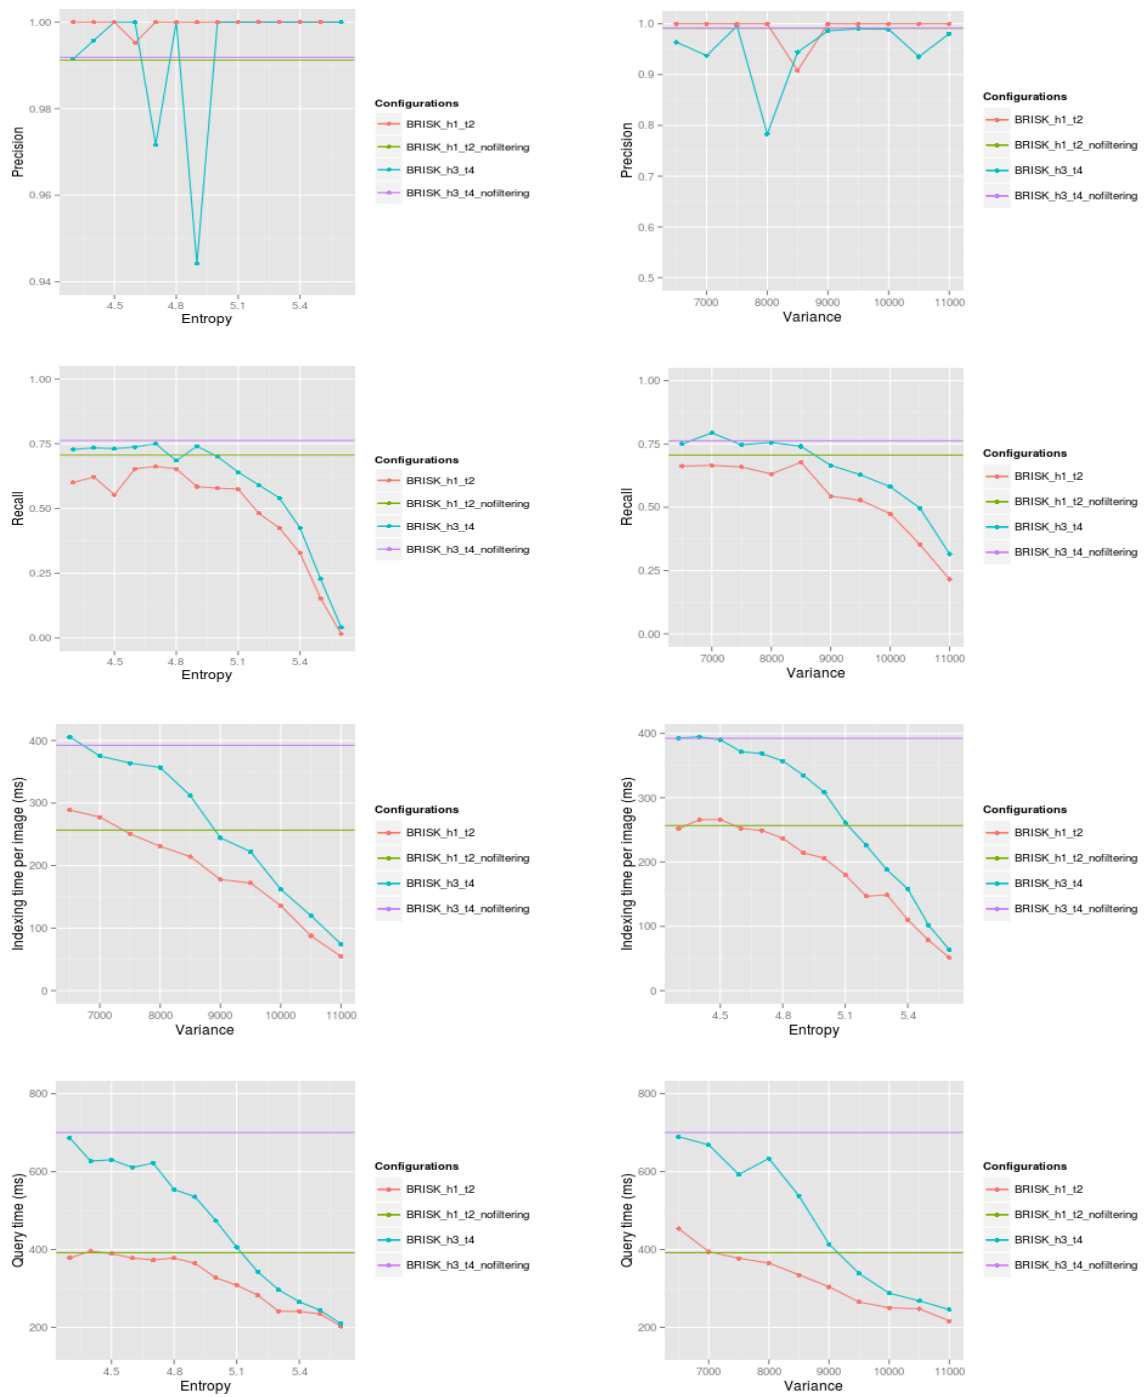 1.00
0.98
0.96
0.94
Precision
4.5
4.8
5.1
5.4
Entropy
Configurations
BRISK_h1_t2
BRISK_h1_t2_nofiltering
BRISK_h3_t4
BRISK_h3_t4_nofiltering
1.0
0.9
0.8
0.7
0.6
0.5
Precision
7000
8000
9000
10000
11000
Variance
Configurations
BRISK_h1_t2
BRISK_h1_t2_nofiltering
BRISK_h3_t4
BRISK_h3_t4_nofiltering
1.00
0.75
0.50
0.25
0.00
Recall
4.5
4.8
5.1
5.4
Entropy
Configurations
BRISK_h1_t2
BRISK_h1_t2_nofiltering
BRISK_h3_t4
BRISK_h3_t4_nofiltering
1.00
0.75
0.50
0.25
0.00
Recall
7000
8000
9000
10000
11000
Variance
Configurations
BRISK_h1_t2
BRISK_h1_t2_nofiltering
BRISK_h3_t4
BRISK_h3_t4_nofiltering
400
300
200
100
0
Indexing time per image (ms)
7000
8000
9000
10000
11000
Variance
Configurations
BRISK_h1_t2
BRISK_h1_t2_nofiltering
BRISK_h3_t4
BRISK_h3_t4_nofiltering
400
300
200
100
0
Indexing time per image (ms)
4.5
4.8
5.1
5.4
Entropy
Configurations
BRISK_h1_t2
BRISK_h1_t2_nofiltering
BRISK_h3_t4
BRISK_h3_t4_nofiltering
800
600
400
200
Query time (ms)
4.5
4.8
5.1
5.4
Entropy
Configurations
BRISK_h1_t2
BRISK_h1_t2_nofiltering
BRISK_h3_t4
BRISK_h3_t4_nofiltering
800
600
400
200
Query time (ms)
7000
8000
9000
10000
11000
Variance
Configurations
BRISK_h1_t2
BRISK_h1_t2_nofiltering
BRISK_h3_t4
BRISK_h3_t4_nofiltering